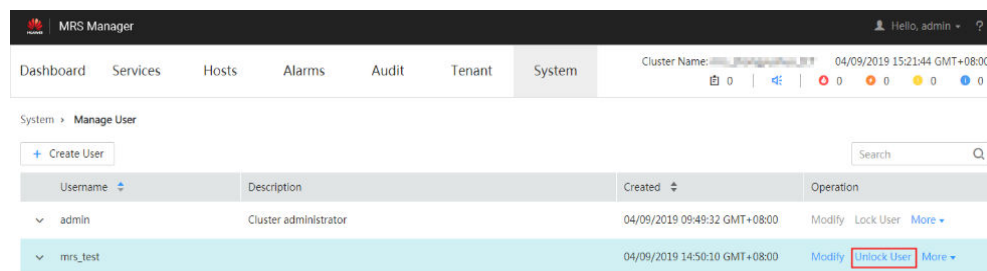 HUAWEI MRS Manager Hello, admin ?
Dashboard Services Hosts Alarms Audit Tenant System
Cluster Name: 04/09/2019 15:21:44 GMT+08:00
0 0 0 0 0
System › Manage User
+ Create User Search
Username Description Created Operation
admin Cluster administrator 04/09/2019 09:49:32 GMT+08:00 Modify Lock User More
mrs_test 04/09/2019 14:50:10 GMT+08:00 Modify Unlock User More